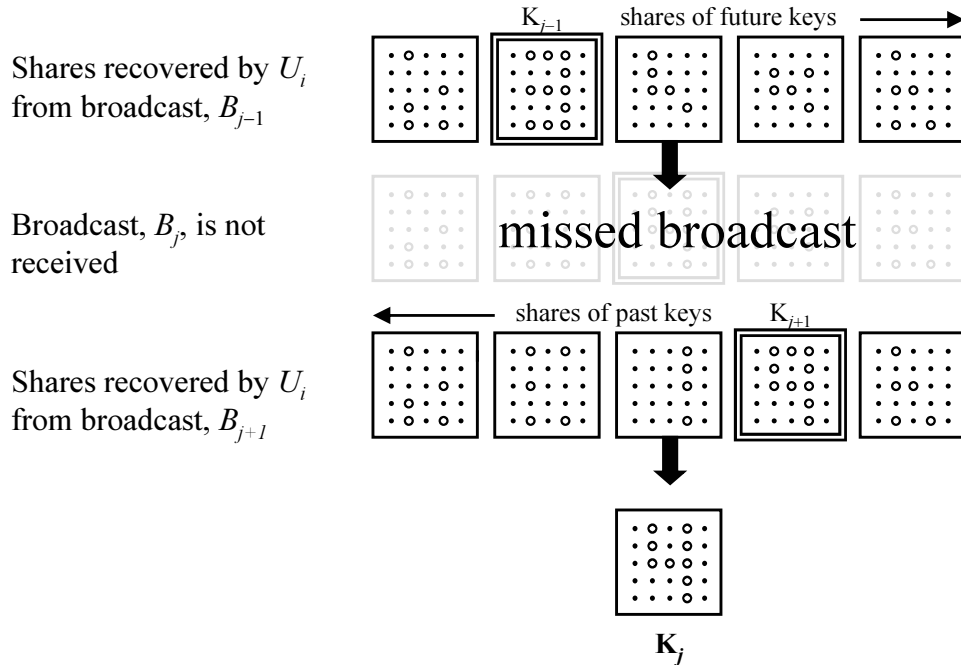 K_{j−1} shares of future keys
Shares recovered by U_i
from broadcast, B_{j−1}
Broadcast, B_j, is not
received
missed broadcast
shares of past keys K_{j+1}
Shares recovered by U_i
from broadcast, B_{j+1}
K_j